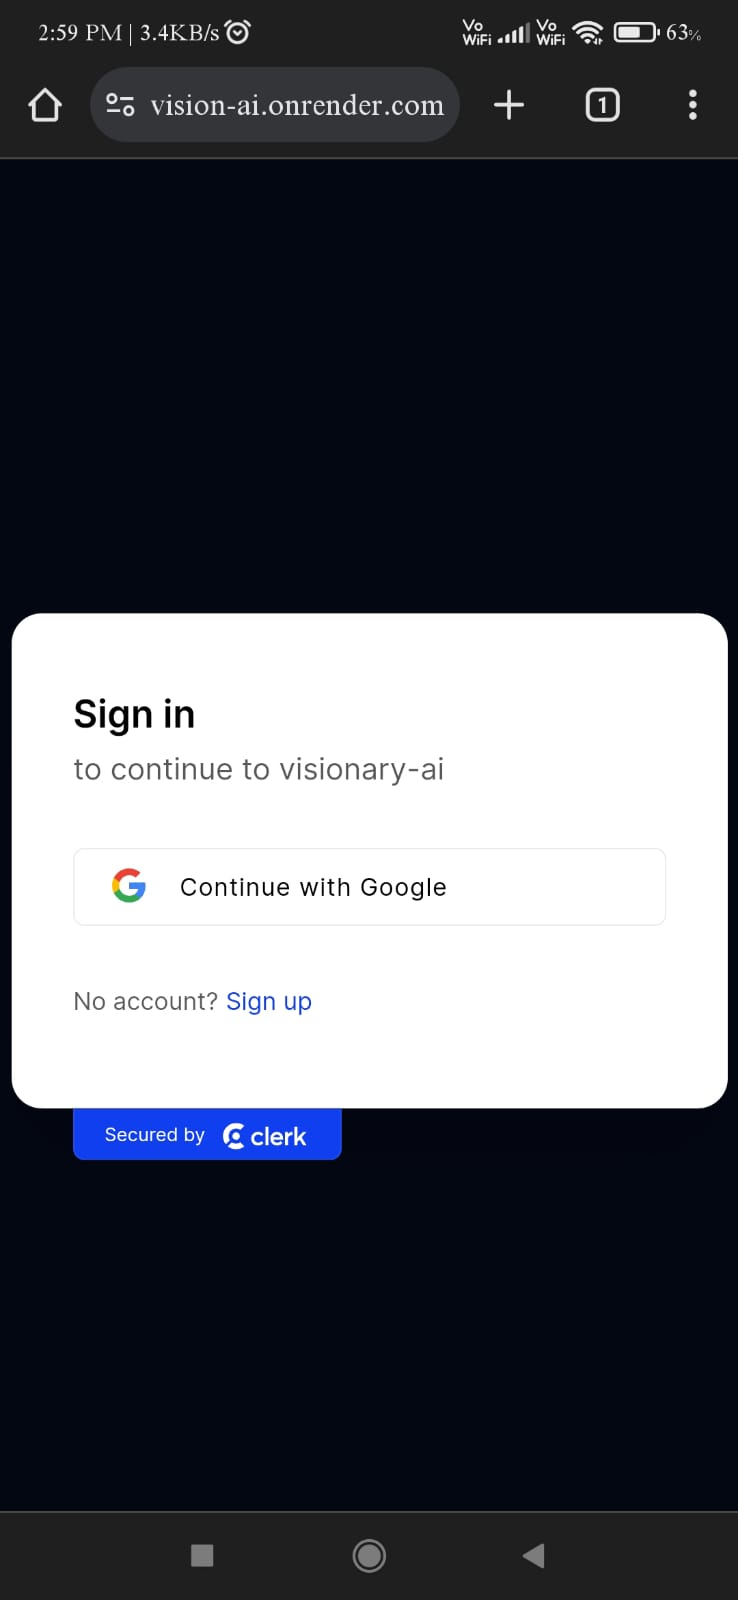 2:59 PM | 3.4KB/s Vo WiFi Vo WiFi 63%
vision-ai.onrender.com 1
Sign in
to continue to visionary-ai
Continue with Google
No account? Sign up
Secured by clerk